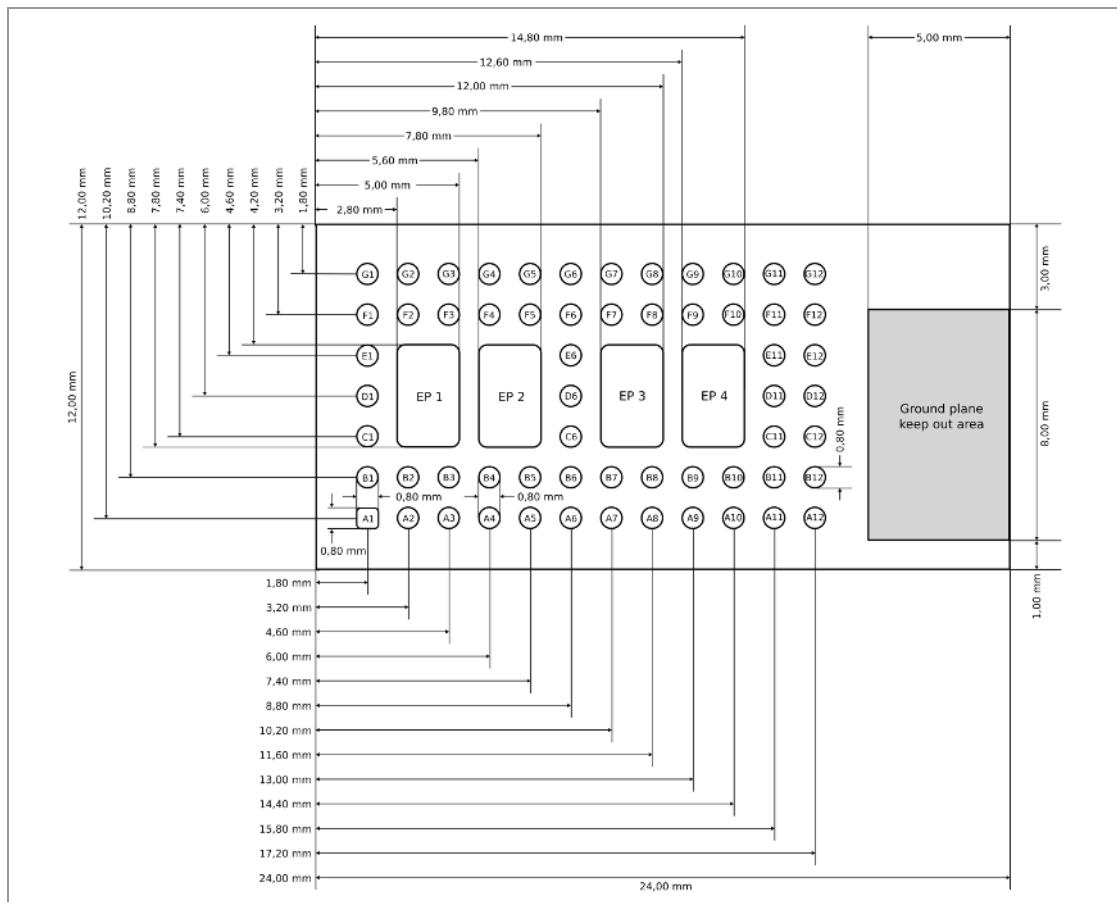 14,80 mm
5,00 mm
12,60 mm
12,00 mm
9,80 mm
7,80 mm
5,60 mm
5,00 mm
2,80 mm
12,00 mm
10,20 mm
8,80 mm
7,80 mm
7,40 mm
6,00 mm
4,60 mm
4,20 mm
3,20 mm
1,80 mm
G1 G2 G3 G4 G5 G6 G7 G8 G9 G10 G11 G12
3,00 mm
F1 F2 F3 F4 F5 F6 F7 F8 F9 F10 F11 F12
E1 E6 E11 E12
12,00 mm
D1 EP 1 EP 2 D6 EP 3 EP 4 D11 D12
Ground plane
keep out area
8,00 mm
C1 C6 C11 C12
0,80 mm
B1 B2 B3 B4 B5 B6 B7 B8 B9 B10 B11 B12
0,80 mm
0,80 mm
A1 A2 A3 A4 A5 A6 A7 A8 A9 A10 A11 A12
0,80 mm
1,00 mm
1,80 mm
3,20 mm
4,60 mm
6,00 mm
7,40 mm
8,80 mm
10,20 mm
11,60 mm
13,00 mm
14,40 mm
15,80 mm
17,20 mm
24,00 mm
24,00 mm